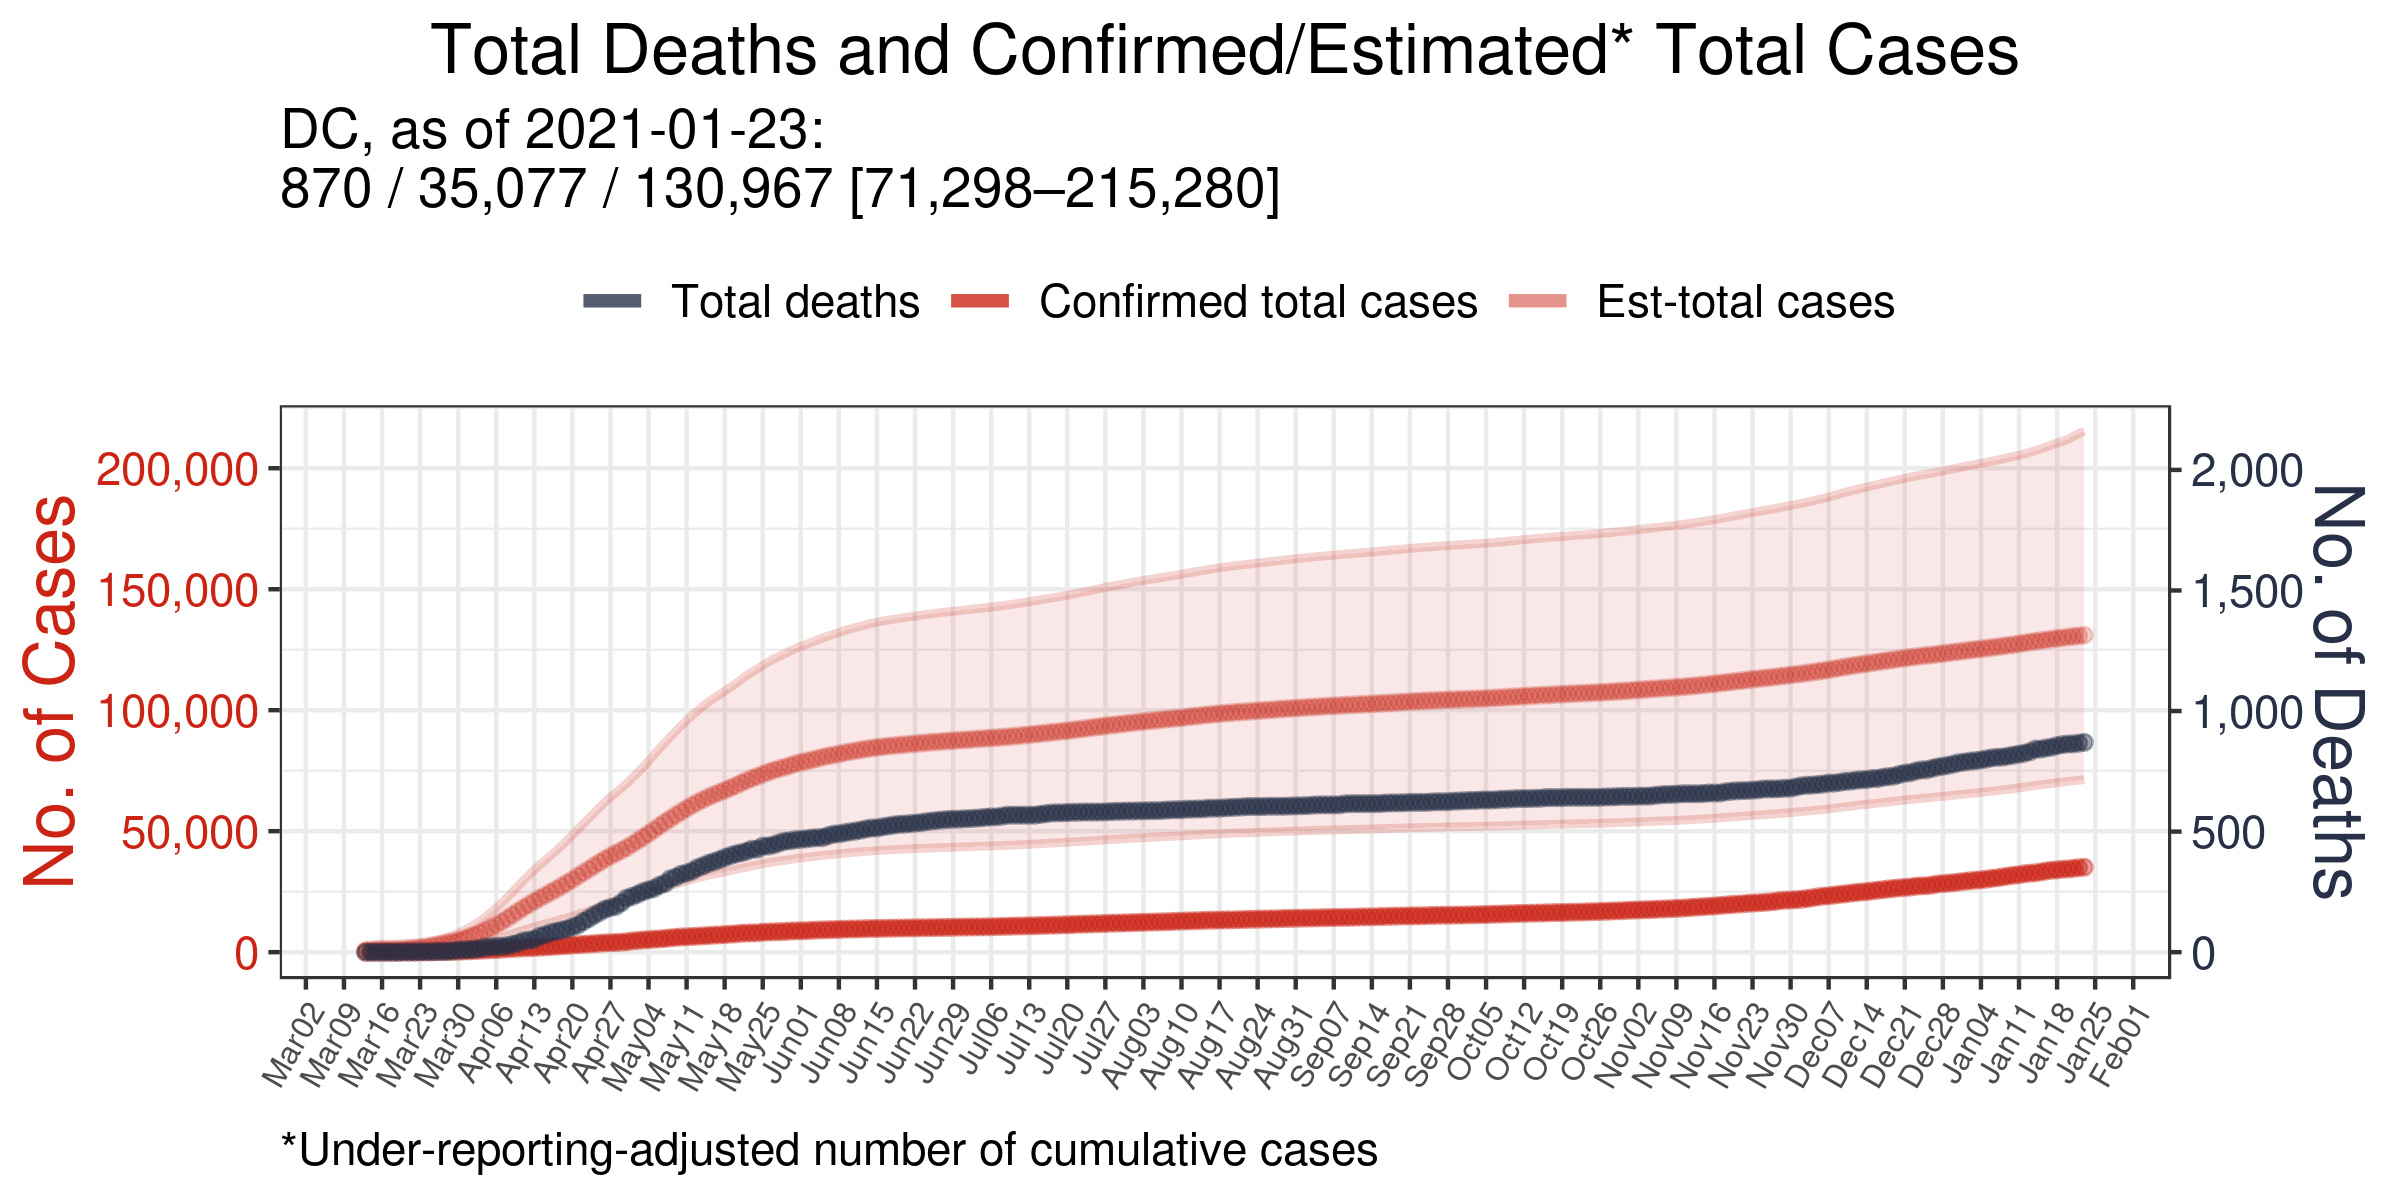 Total Deaths and Confirmed/Estimated* Total Cases
DC, as of 2021-01-23:
870 / 35,077 / 130,967 [71,298–215,280]
Total deaths
Confirmed total cases
Est-total cases
No. of Cases
200,000
150,000
100,000
50,000
0
2,000
1,500
1,000
500
0
No. of Deaths
Mar02
Mar09
Mar16
Mar23
Mar30
Apr06
Apr13
Apr20
Apr27
May04
May11
May18
May25
Jun01
Jun08
Jun15
Jun22
Jun29
Jul06
Jul13
Jul20
Jul27
Aug03
Aug10
Aug17
Aug24
Aug31
Sep07
Sep14
Sep21
Sep28
Oct05
Oct12
Oct19
Oct26
Nov02
Nov09
Nov16
Nov23
Nov30
Dec07
Dec14
Dec21
Dec28
Jan04
Jan11
Jan18
Jan25
Feb01
*Under-reporting-adjusted number of cumulative cases